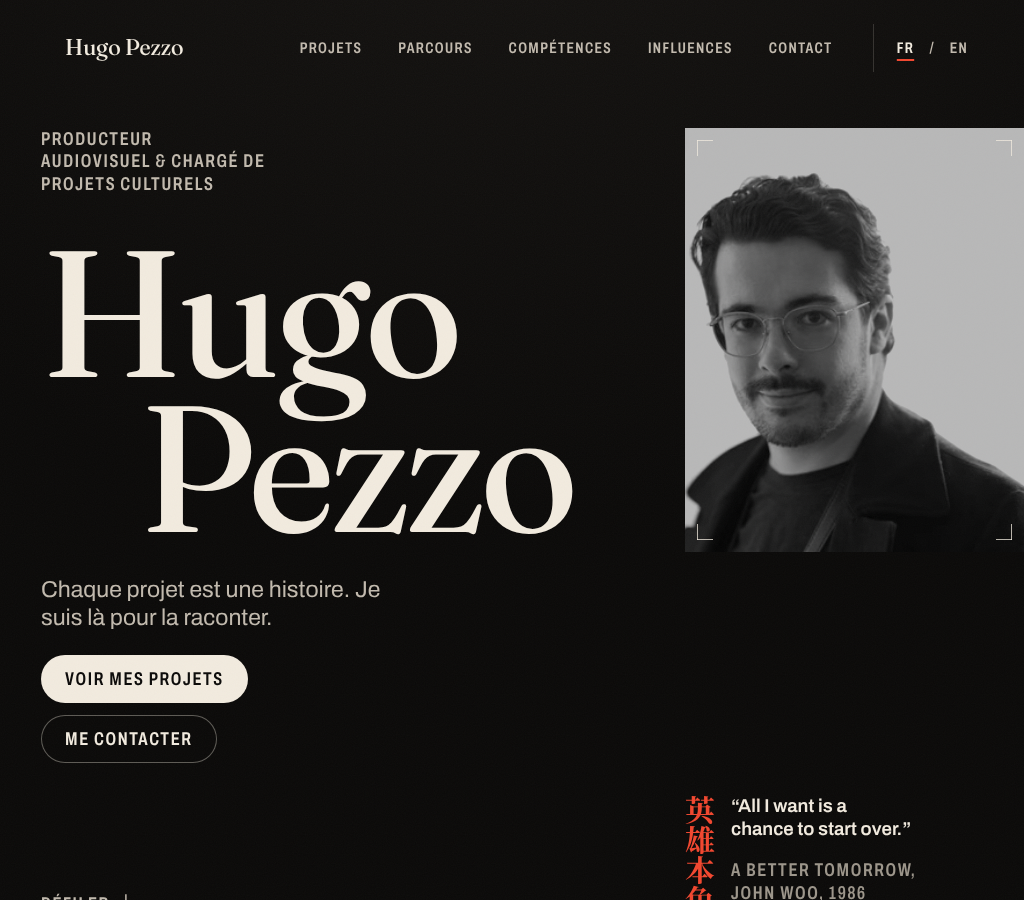 Hugo Pezzo
PROJETS
PARCOURS
COMPÉTENCES
INFLUENCES
CONTACT
FR / EN
PRODUCTEUR
AUDIOVISUEL & CHARGÉ DE
PROJETS CULTURELS
Hugo
Pezzo
Chaque projet est une histoire. Je
suis là pour la raconter.
VOIR MES PROJETS
ME CONTACTER
英雄本色
“All I want is a
chance to start over.”
A BETTER TOMORROW,
JOHN WOO, 1986
DÉFILER